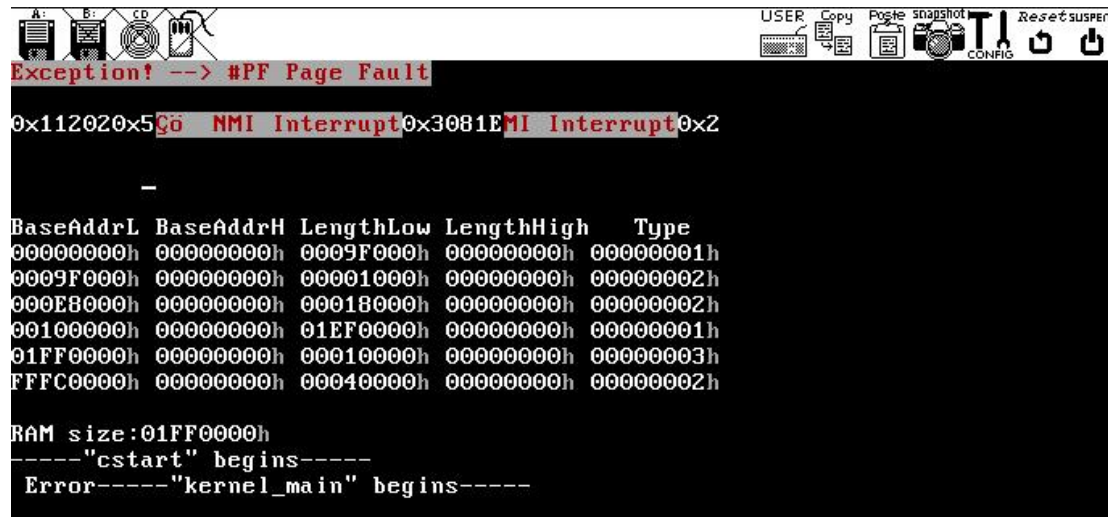 A: B: CD USER Copy Paste snapshot CONFIG Reset SUSPEN
Exception! --> #PF Page Fault
0x112020x5Çö  NMI Interrupt0x3081EMI Interrupt0x2
BaseAddrL BaseAddrH LengthLow LengthHigh   Type
00000000h 00000000h 0009F000h 00000000h 00000001h
0009F000h 00000000h 00001000h 00000000h 00000002h
000E8000h 00000000h 00018000h 00000000h 00000002h
00100000h 00000000h 01EF0000h 00000000h 00000001h
01FF0000h 00000000h 00010000h 00000000h 00000003h
FFFC0000h 00000000h 00040000h 00000000h 00000002h
RAM size:01FF0000h
-----"cstart" begins-----
Error-----"kernel_main" begins-----